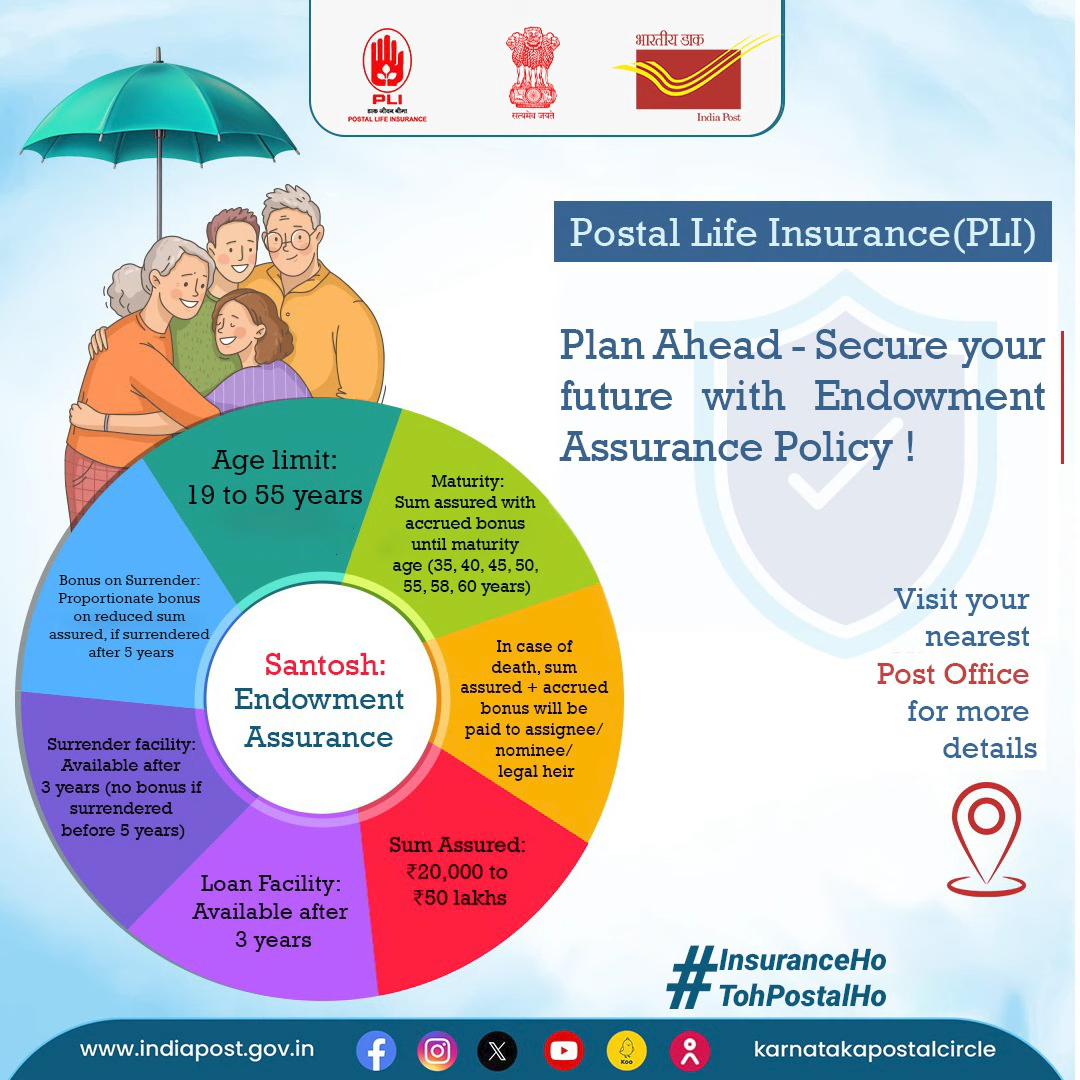 PLI
डाक जीवन बीमा
POSTAL LIFE INSURANCE
सत्यमेव जयते
भारतीय डाक
India Post
Postal Life Insurance(PLI)
Plan Ahead - Secure your
future with Endowment
Assurance Policy !
Age limit:
19 to 55 years
Maturity:
Sum assured with
accrued bonus
until maturity
age (35, 40, 45, 50,
55, 58, 60 years)
In case of
death, sum
assured + accrued
bonus will be
paid to assignee/
nominee/
legal heir
Sum Assured:
₹20,000 to
₹50 lakhs
Loan Facility:
Available after
3 years
Surrender facility:
Available after
3 years (no bonus if
surrendered
before 5 years)
Bonus on Surrender:
Proportionate bonus
on reduced sum
assured, if surrendered
after 5 years
Santosh:
Endowment
Assurance
Visit your
nearest
Post Office
for more
details
#InsuranceHo
TohPostalHo
www.indiapost.gov.in
Koo
karnatakapostalcircle